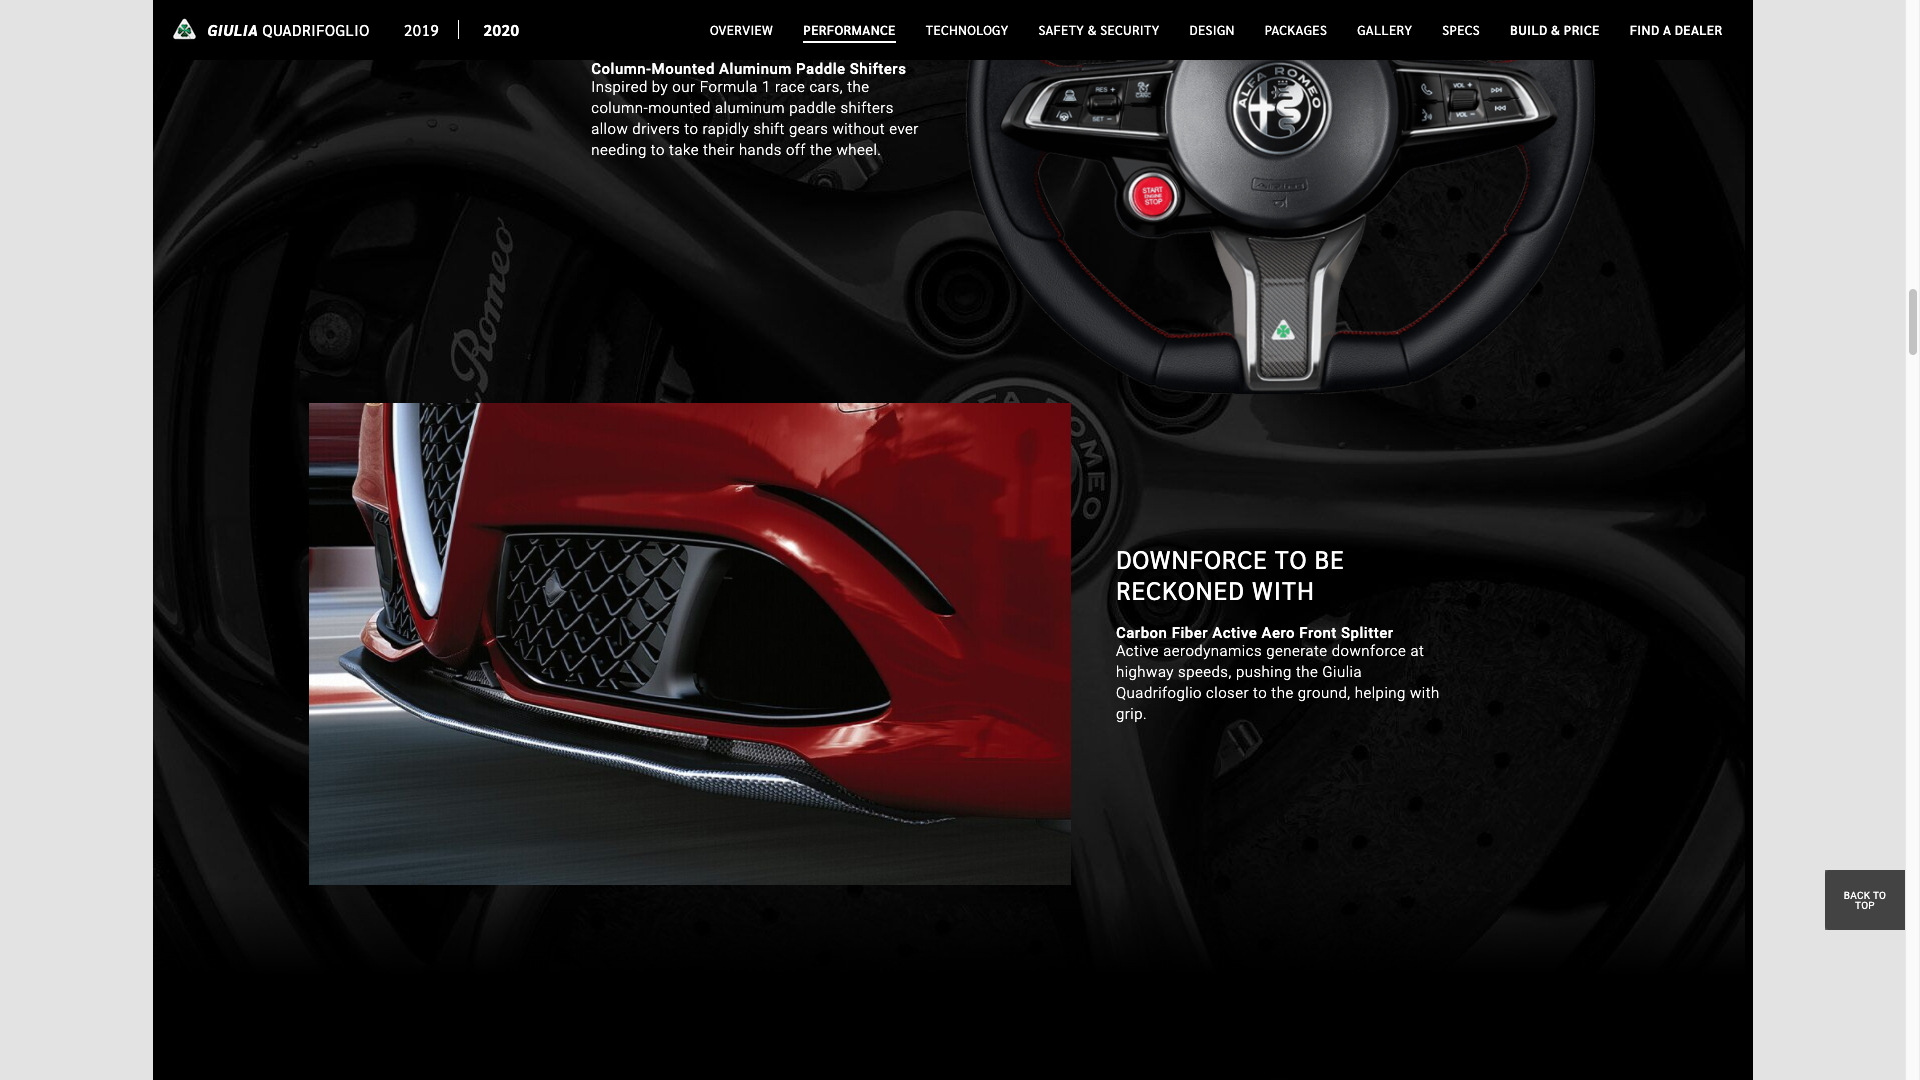 GIULIA QUADRIFOGLIO 2019 2020 OVERVIEW PERFORMANCE TECHNOLOGY SAFETY & SECURITY DESIGN PACKAGES GALLERY SPECS BUILD & PRICE FIND A DEALER
Column-Mounted Aluminum Paddle Shifters
Inspired by our Formula 1 race cars, the
column-mounted aluminum paddle shifters
allow drivers to rapidly shift gears without ever
needing to take their hands off the wheel.
ALFA ROMEO
RES +
SET -
VOL +
VOL -
START
ENGINE
STOP
Romeo
ROMEO
DOWNFORCE TO BE
RECKONED WITH
Carbon Fiber Active Aero Front Splitter
Active aerodynamics generate downforce at
highway speeds, pushing the Giulia
Quadrifoglio closer to the ground, helping with
grip.
BACK TO
TOP